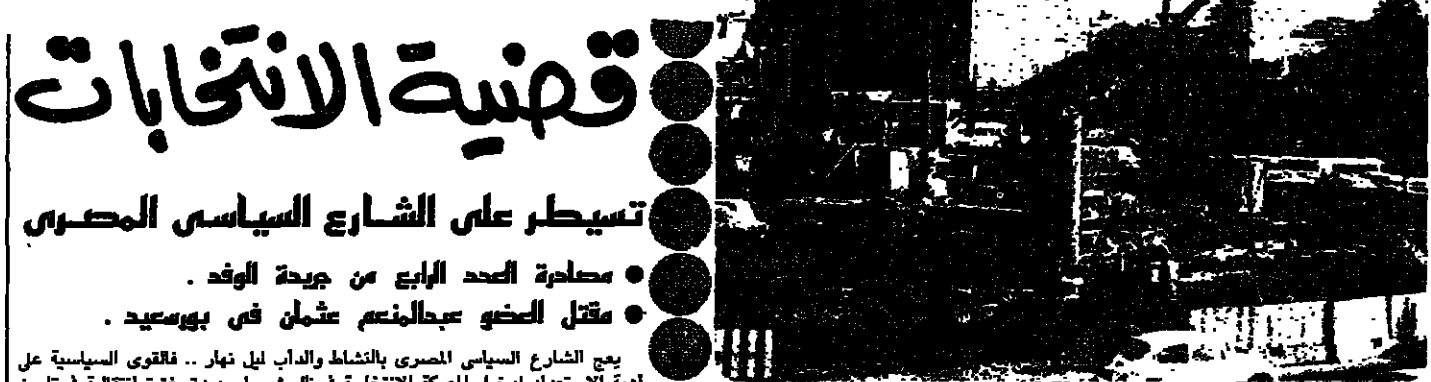 قضية الانتخابات
تسيطر على الشارع السياسى المصرى
● مصادرة العدد الرابع من جريدة الوفد .
● مقتل العضو عبدالمنعم عثمان فى بورسعيد .
يعج الشارع السياسى المصرى بالنشاط والدأب ليل نهار .. فالقوى السياسية على